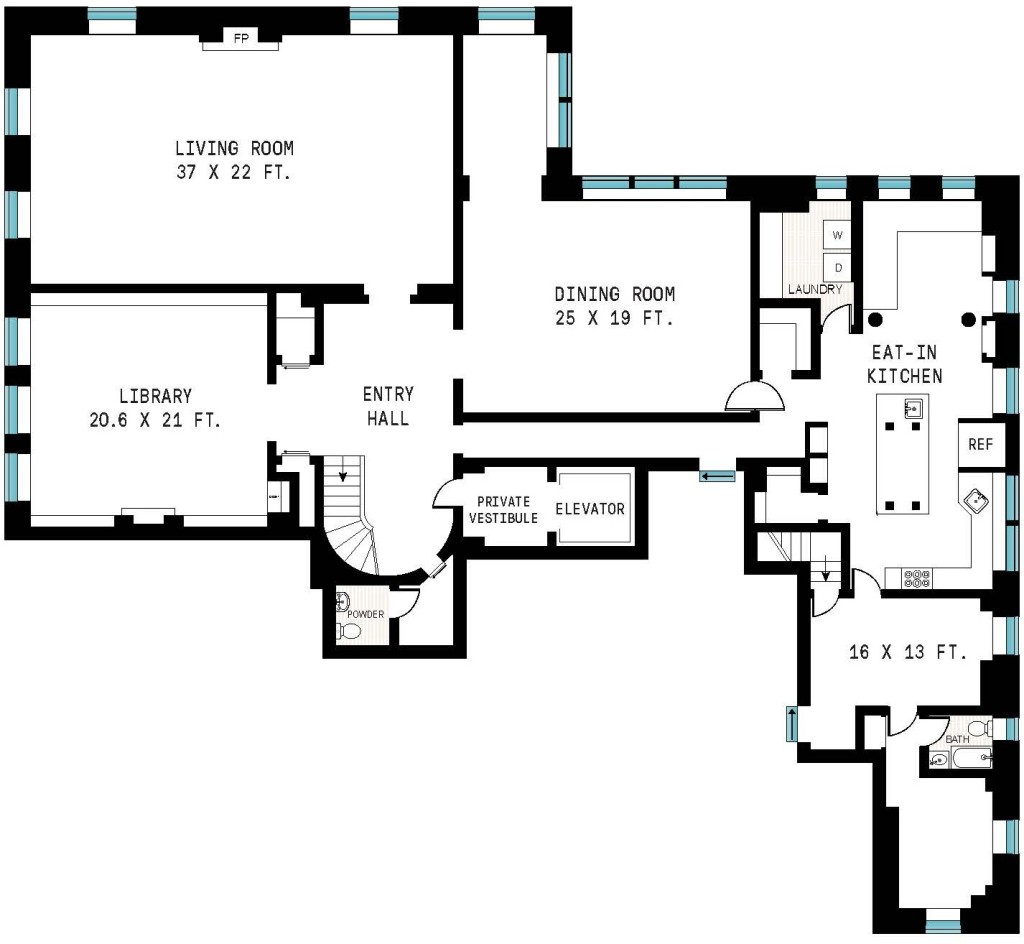 FP
LIVING ROOM
37 X 22 FT.
W
D
LAUNDRY
DINING ROOM
25 X 19 FT.
EAT-IN
KITCHEN
LIBRARY
20.6 X 21 FT.
ENTRY
HALL
REF
PRIVATE
VESTIBULE
ELEVATOR
POWDER
16 X 13 FT.
BATH